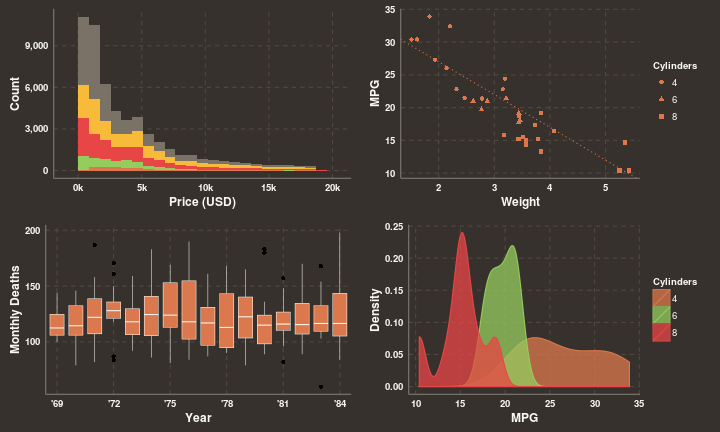 9,000
6,000
3,000
0
Count
0k 5k 10k 15k 20k
Price (USD)
35
30
25
20
15
10
MPG
2 3 4 5
Weight
Cylinders
4
6
8
200
150
100
Monthly Deaths
'69 '72 '75 '78 '81 '84
Year
0.25
0.20
0.15
0.10
0.05
0.00
Density
10 15 20 25 30 35
MPG
Cylinders
4
6
8